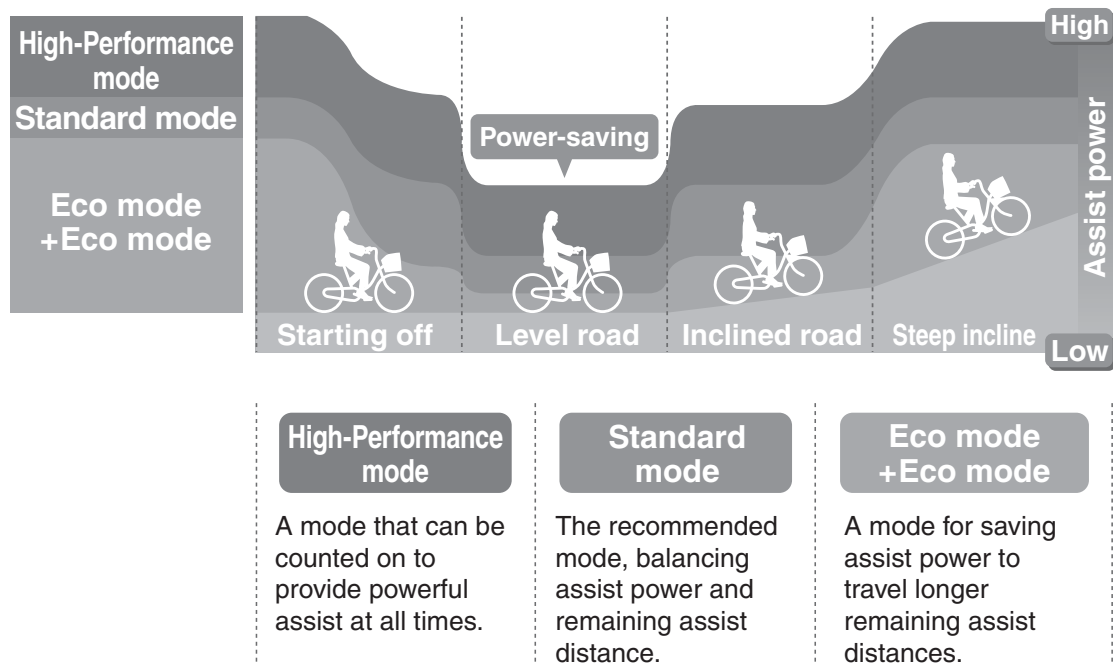 High-Performance
mode
Standard mode
Eco mode
+Eco mode
Power-saving
High
Assist power
Low
Starting off
Level road
Inclined road
Steep incline
High-Performance
mode
A mode that can be
counted on to
provide powerful
assist at all times.
Standard
mode
The recommended
mode, balancing
assist power and
remaining assist
distance.
Eco mode
+Eco mode
A mode for saving
assist power to
travel longer
remaining assist
distances.